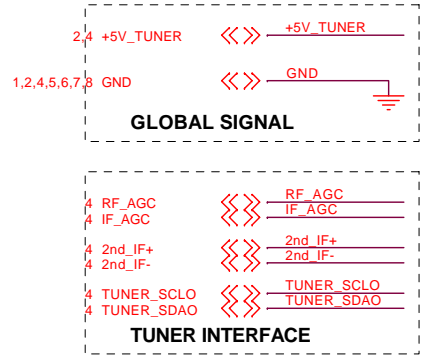 2,4 +5V_TUNER +5V_TUNER
1,2,4,5,6,7,8 GND GND
GLOBAL SIGNAL
4 RF_AGC RF_AGC
4 IF_AGC IF_AGC
4 2nd_IF+ 2nd_IF+
4 2nd_IF- 2nd_IF-
4 TUNER_SCLO TUNER_SCLO
4 TUNER_SDAO TUNER_SDAO
TUNER INTERFACE